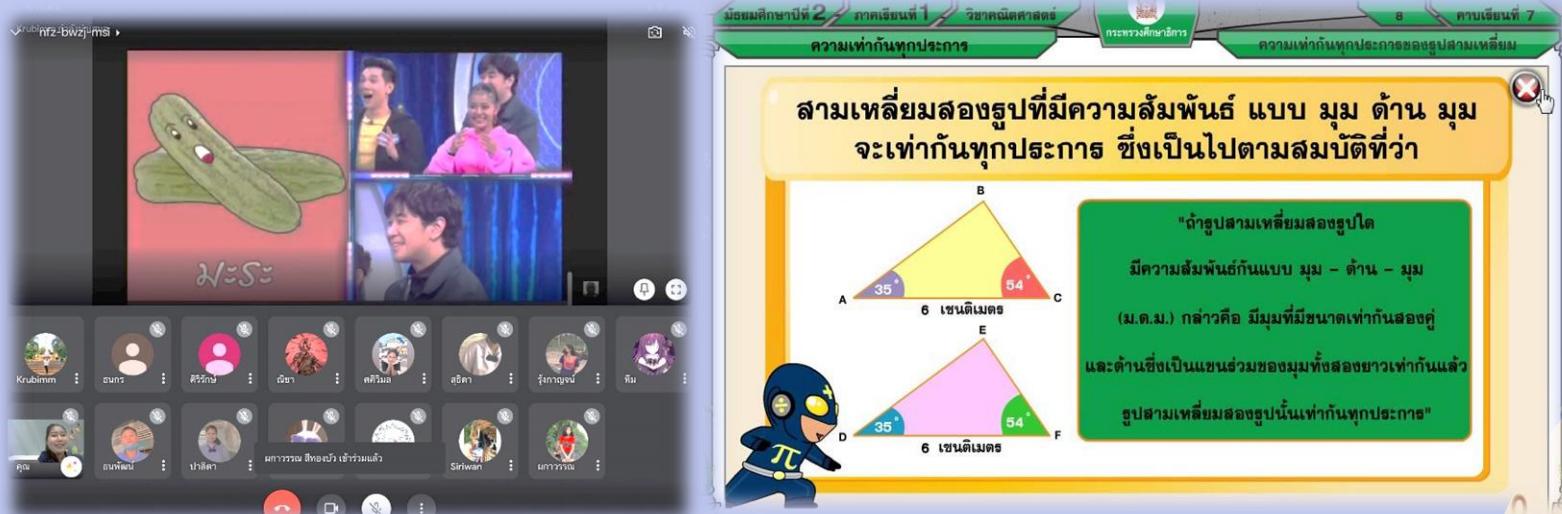 nfz-bwzj-msi
มะระ
Krubimm
ธนกร
ศิริรักษ์
ณิชา
ศศิวิมล
สุธิดา
รุ้งกาญจน์
ทีม
คุณ
ธนพัฒน์
ปาลิตา
ผกาวรรณ สีทองบัว เข้าร่วมแล้ว
Siriwan
ผกาวรรณ
มัธยมศึกษาปีที่ 2
ภาคเรียนที่ 1
วิชาคณิตศาสตร์
กระทรวงศึกษาธิการ
8
คาบเรียนที่ 7
ความเท่ากันทุกประการ
ความเท่ากันทุกประการของรูปสามเหลี่ยม
สามเหลี่ยมสองรูปที่มีความสัมพันธ์ แบบ มุม ด้าน มุม
จะเท่ากันทุกประการ ซึ่งเป็นไปตามสมบัติที่ว่า
B
35°
54°
A
C
6 เซนติเมตร
E
35°
54°
D
F
6 เซนติเมตร
π
"ถ้ารูปสามเหลี่ยมสองรูปใด
มีความสัมพันธ์กันแบบ มุม - ด้าน - มุม
(ม.ด.ม.) กล่าวคือ มีมุมที่มีขนาดเท่ากันสองคู่
และด้านซึ่งเป็นแขนร่วมของมุมทั้งสองยาวเท่ากันแล้ว
รูปสามเหลี่ยมสองรูปนั้นเท่ากันทุกประการ"